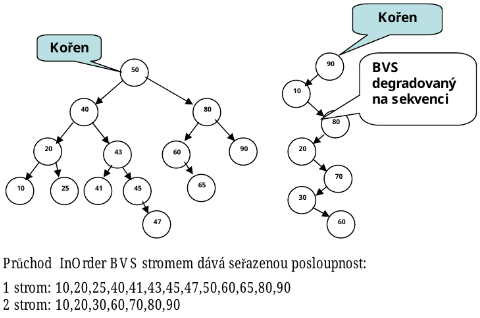 Kořen
Kořen
50
90
BVS
degradovaný
na sekvenci
10
40
80
80
20
43
60
90
20
10
25
41
45
65
70
30
47
60
Průchod InOrder BVS stromem dává seřazenou posloupnost:
1 strom: 10,20,25,40,41,43,45,47,50,60,65,80,90
2 strom: 10,20,30,60,70,80,90